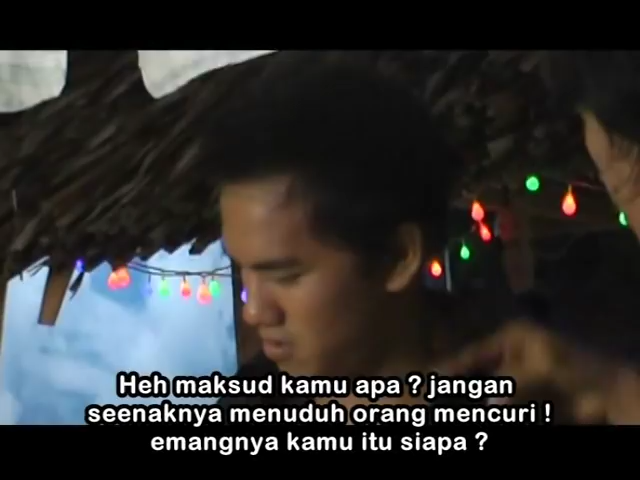 Heh maksud kamu apa ? jangan
seenaknya menuduh orang mencuri !
emangnya kamu itu siapa ?